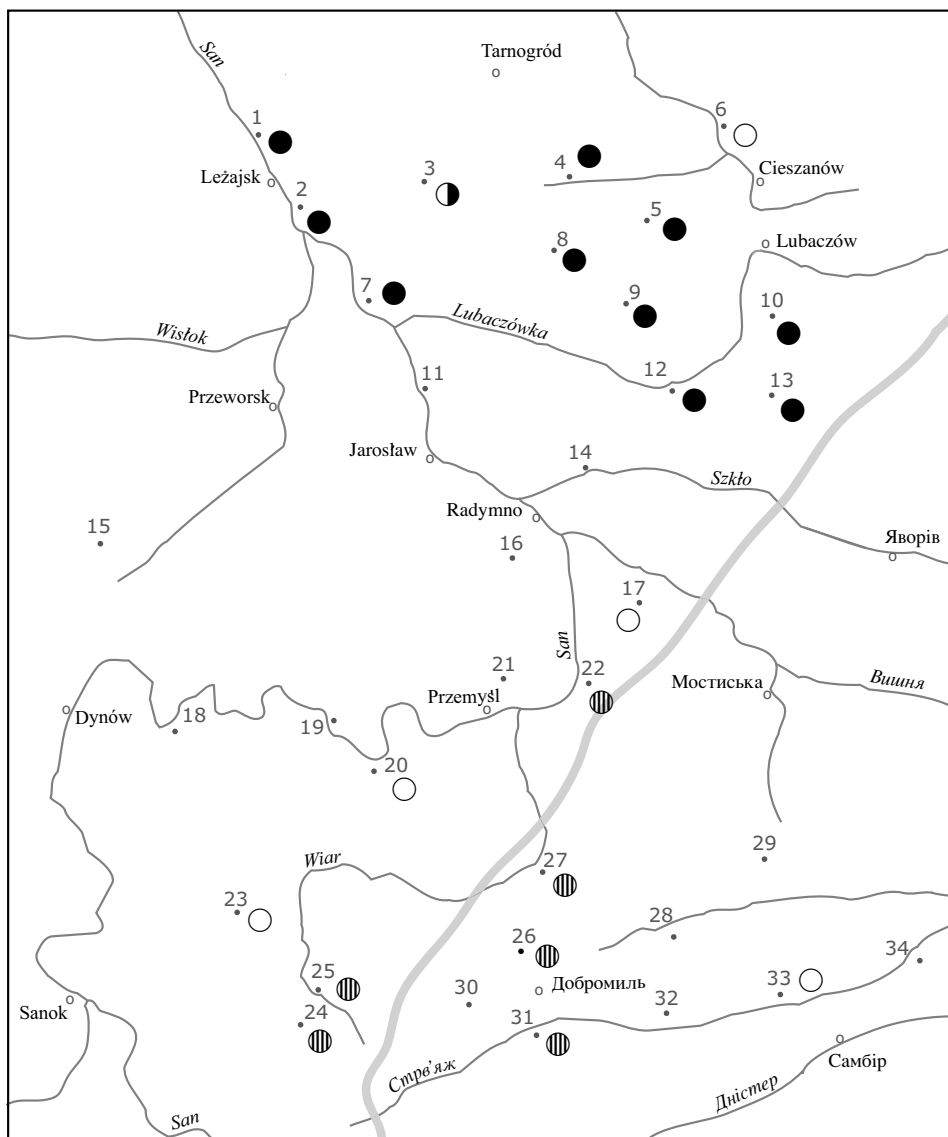 San
Tarnogród
1
6
Leżajsk
3
4
Cieszanów
2
5
8
Lubaczów
7
9
10
Wisłok
Lubaczówka
11
12
13
Przeworsk
Jarosław
14
Szkło
Radymno
15
16
Яворів
17
San
21
22
Мостиська
Вишня
Dynów
18
19
Przemyśl
20
Wiar
27
29
23
28
26
34
25
30
Добромиль
33
Sanok
24
31
32
Самбір
Стрв'яж
Дністер
San